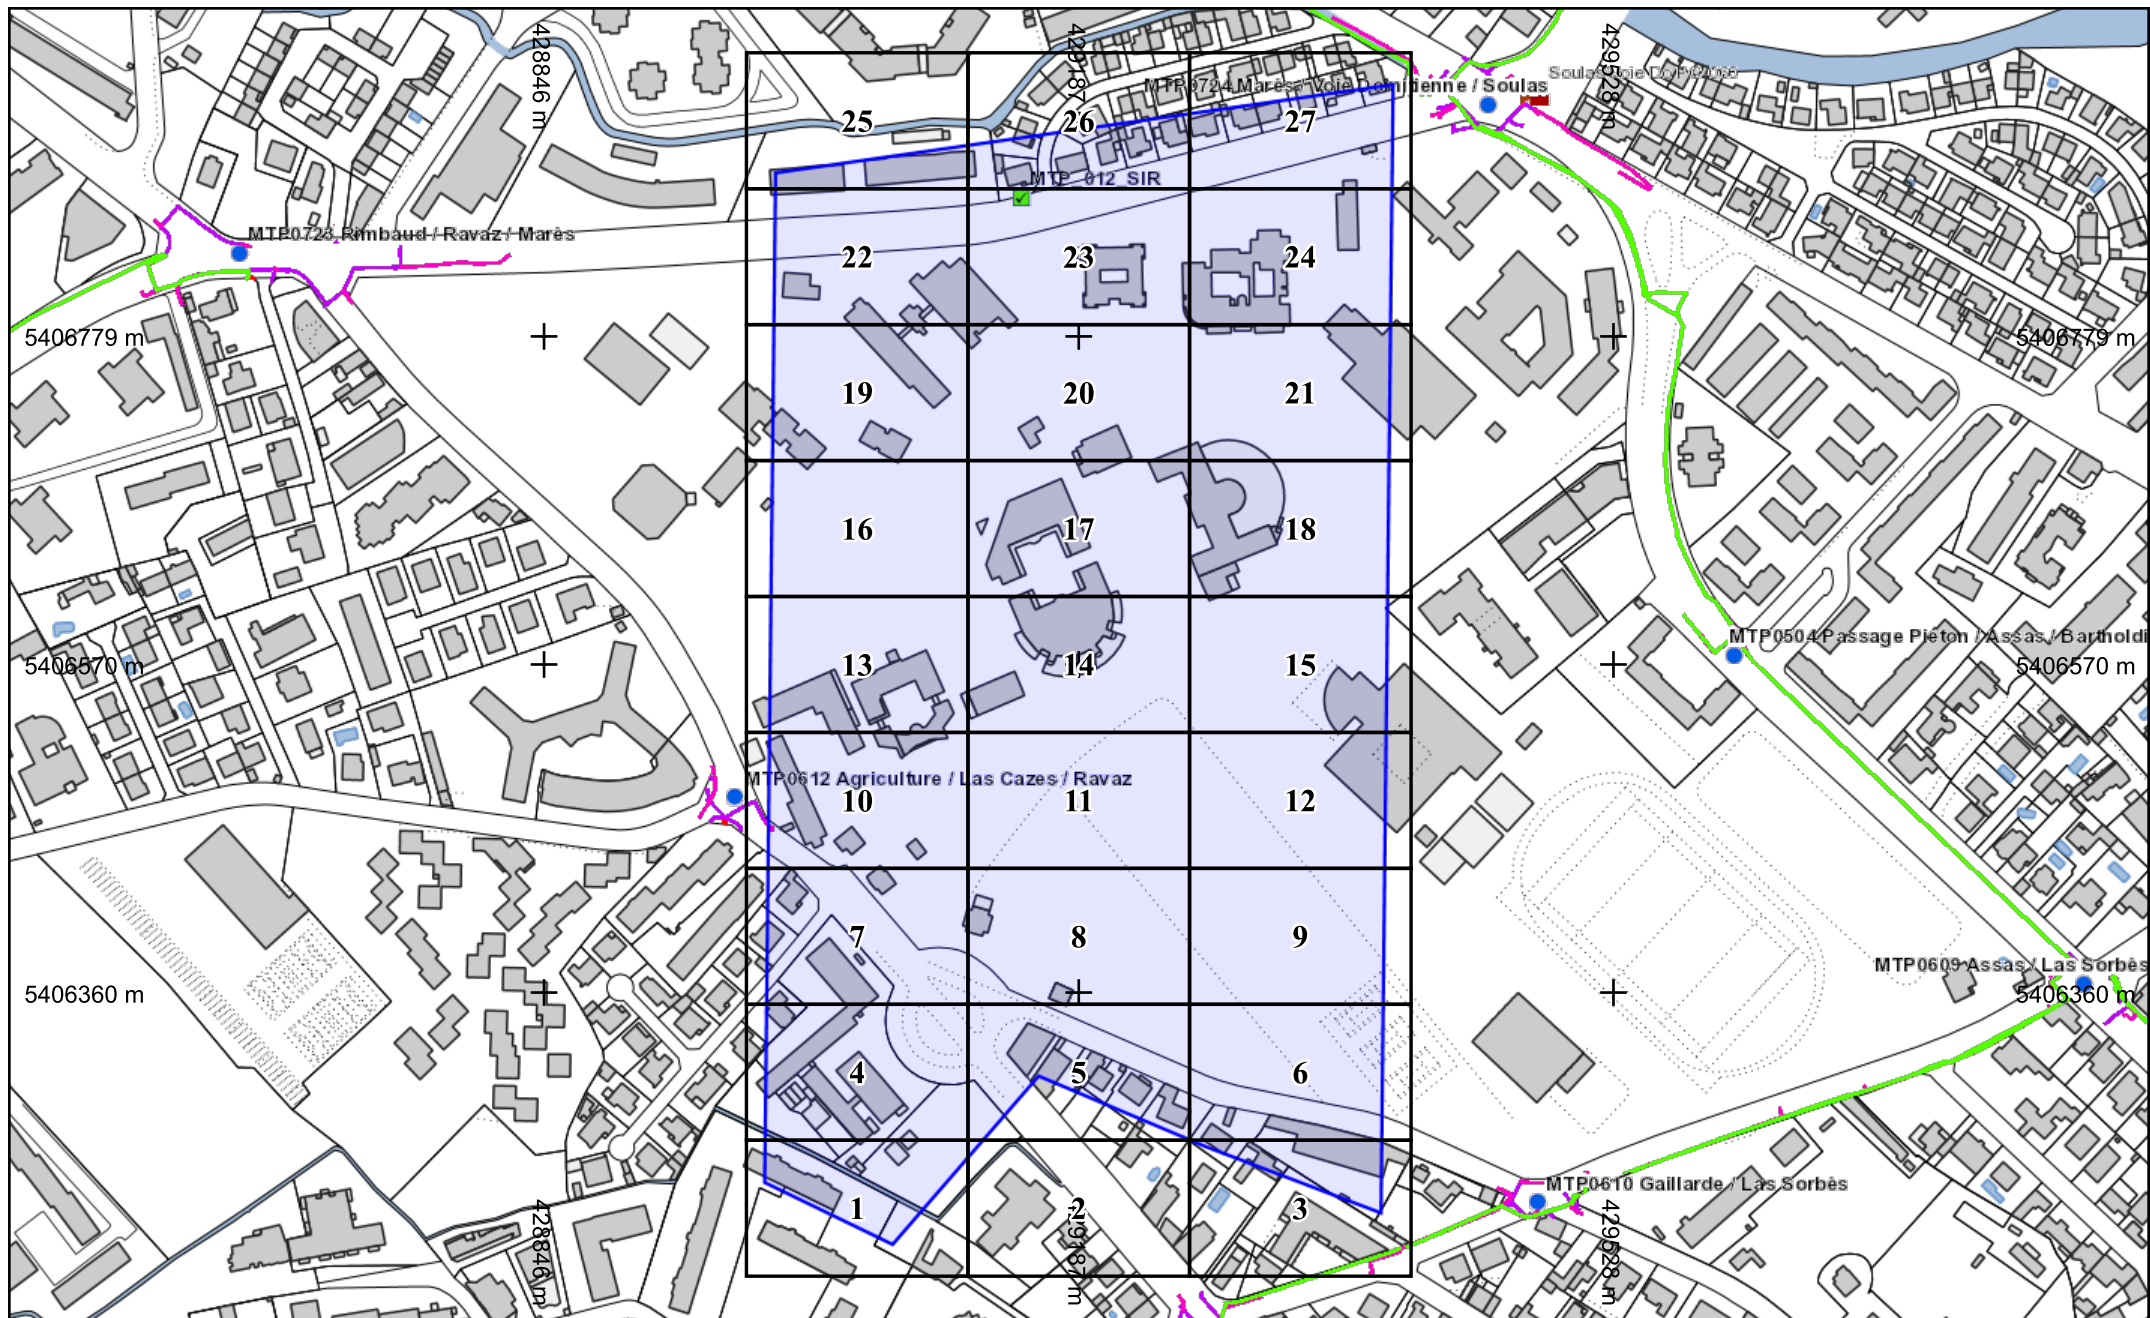 428846 m
429187 m
429528 m
Soulas
MTP0724 Marès / Voie Domitienne / Soulas
25
26
27
MTP_012_SIR
MTP0723 Rimbaud / Ravaz / Marès
22
23
24
5406779 m
5406779 m
19
20
21
16
17
18
MTP0504 Passage Piéton / Assas / Bartholdi
5406570 m
13
14
15
5406570 m
MTP0612 Agriculture / Las Cazes / Ravaz
10
11
12
7
8
9
MTP0609 Assas / Las Sorbès
5406360 m
5406360 m
4
5
6
MTP0610 Gaillarde / Las Sorbès
1
2
3
428846 m
429187 m
429528 m